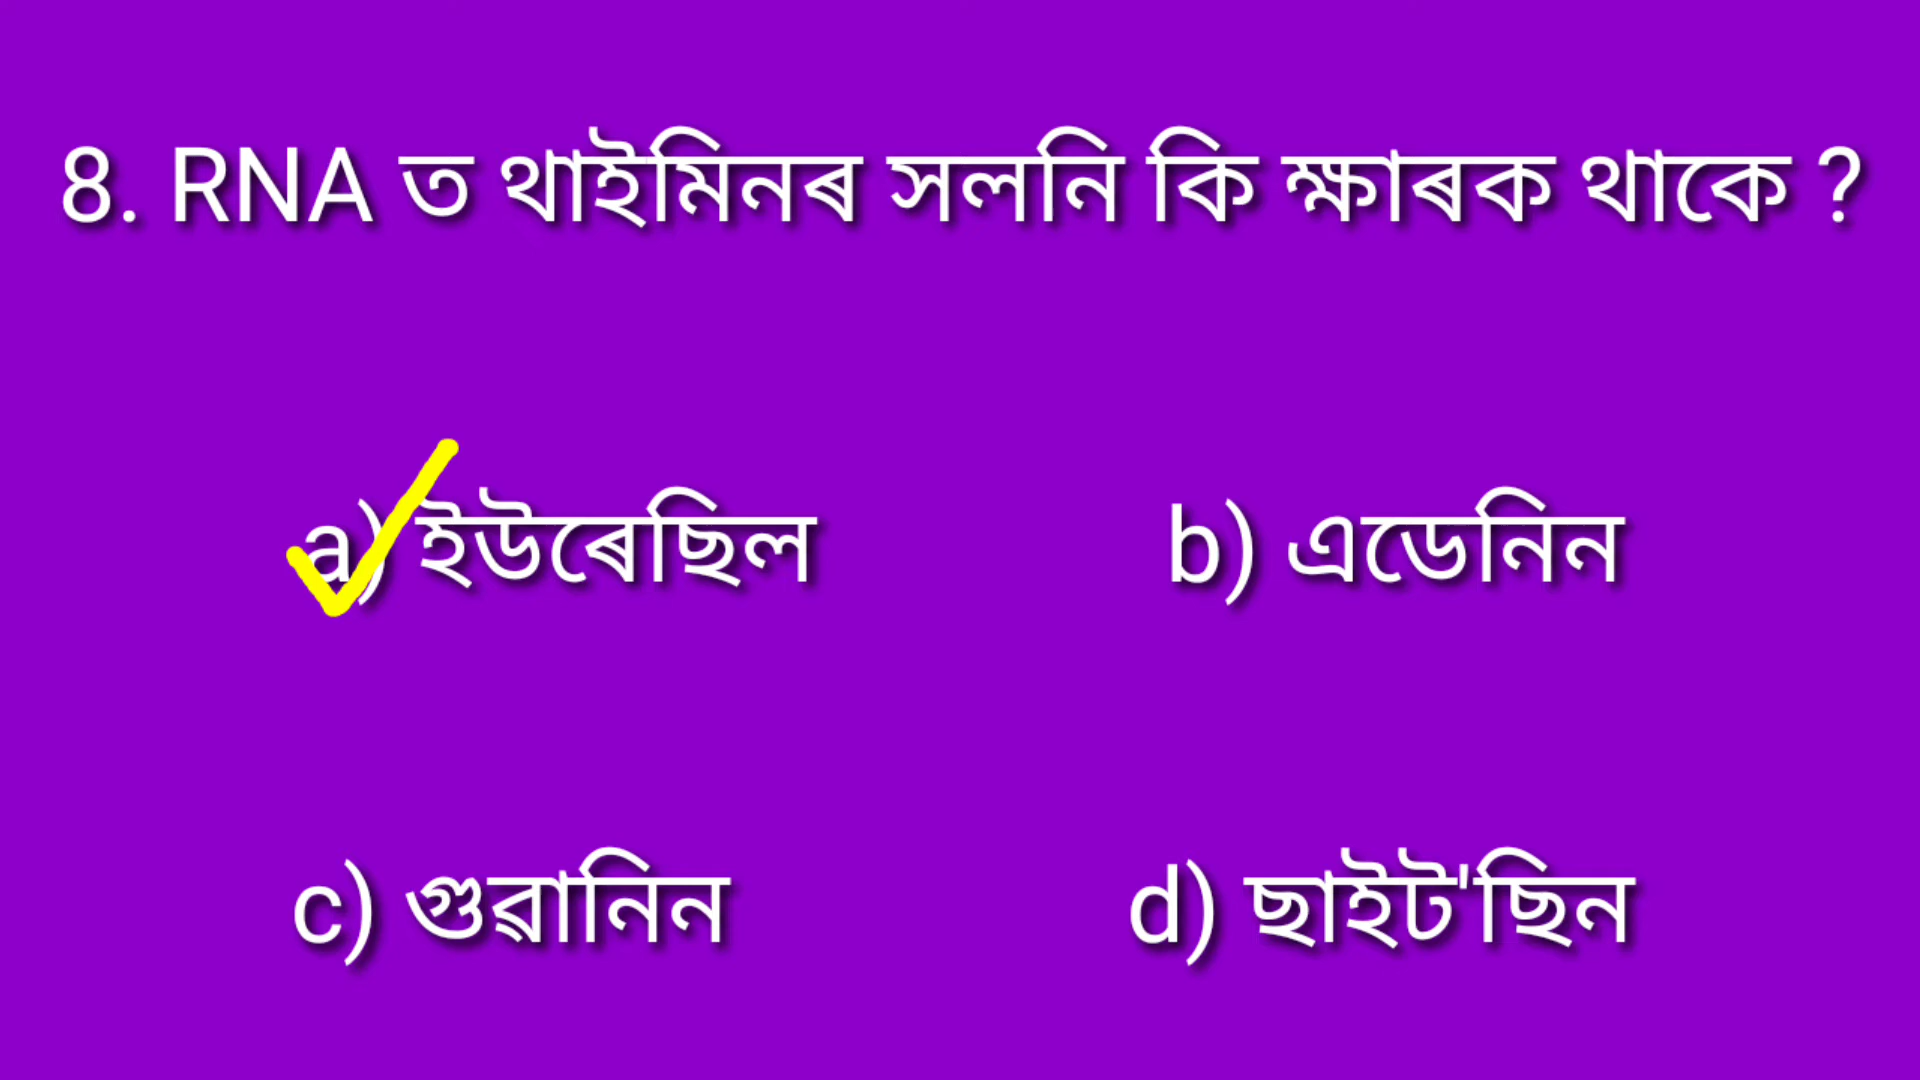 8. RNA ত থাইমিনৰ সলনি কি ক্ষাৰক থাকে ?
a) ইউৰেছিল b) এডেনিন
c) গুৱানিন d) ছাইট'ছিন